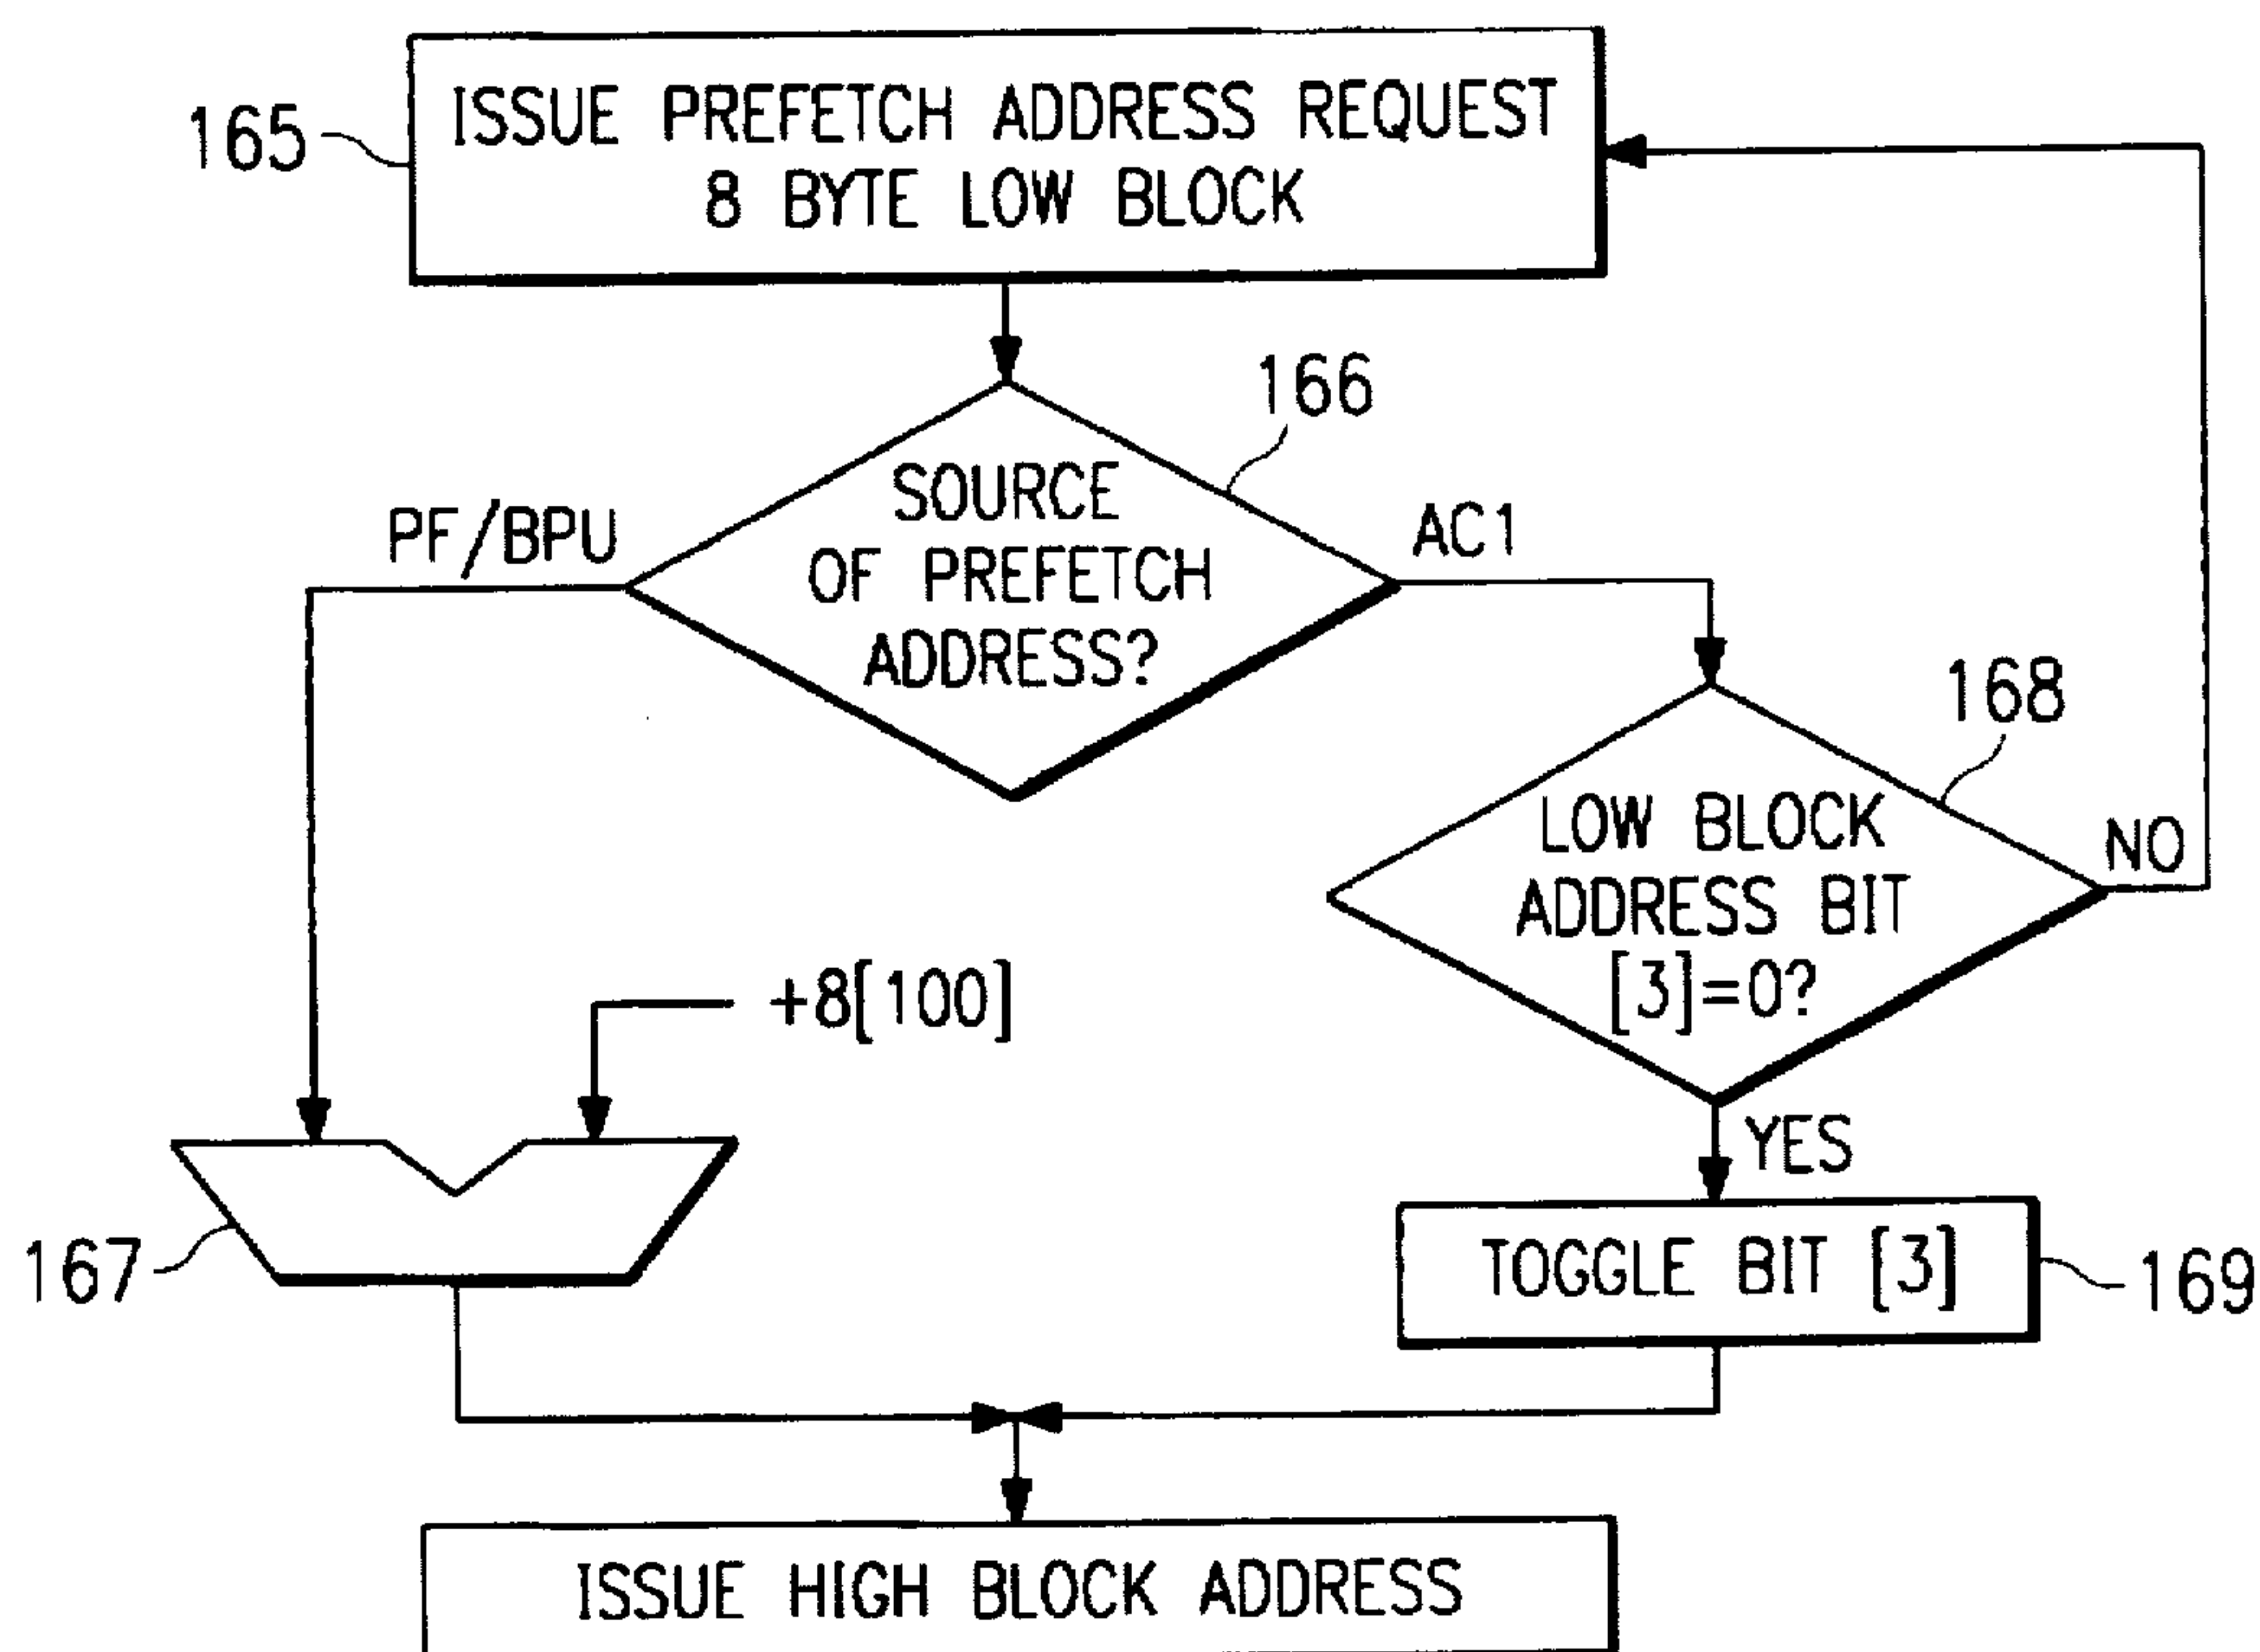 ISSUE PREFETCH ADDRESS REQUEST
8 BYTE LOW BLOCK
165
166
SOURCE
OF PREFETCH
ADDRESS?
PF/BPU
AC1
168
LOW BLOCK
ADDRESS BIT
[3]=0?
NO
+8[100]
YES
167
TOGGLE BIT [3]
169
ISSUE HIGH BLOCK ADDRESS